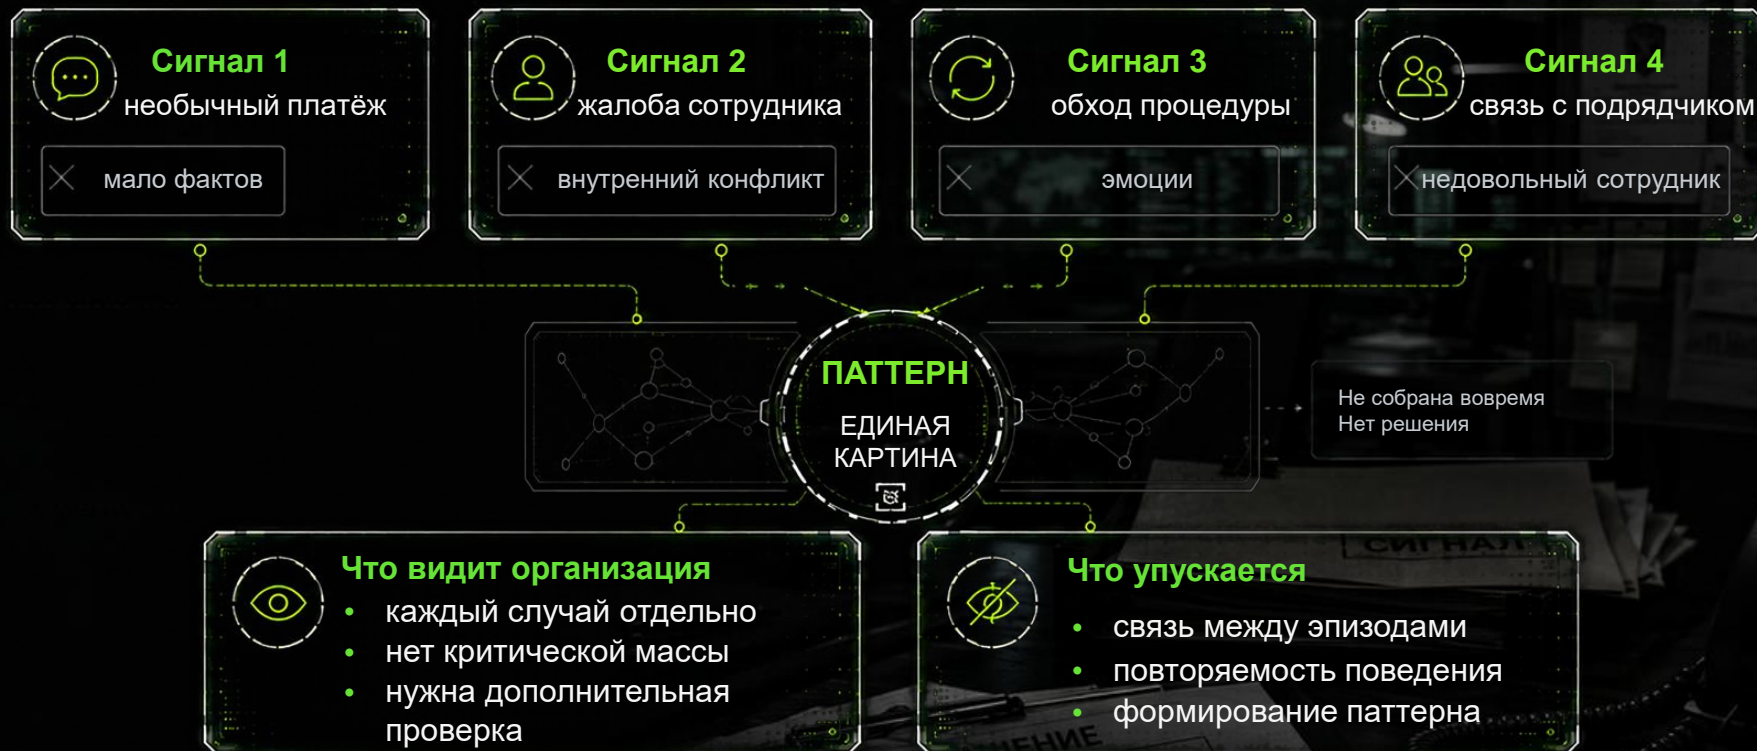 Сигнал 1
необычный платёж
мало фактов
Сигнал 2
жалоба сотрудника
внутренний конфликт
Сигнал 3
обход процедуры
эмоции
Сигнал 4
связь с подрядчиком
недовольный сотрудник
ПАТТЕРН
ЕДИНАЯ
КАРТИНА
Не собрана вовремя
Нет решения
Что видит организация
• каждый случай отдельно
• нет критической массы
• нужна дополнительная
проверка
Что упускается
• связь между эпизодами
• повторяемость поведения
• формирование паттерна
СИГНАЛ